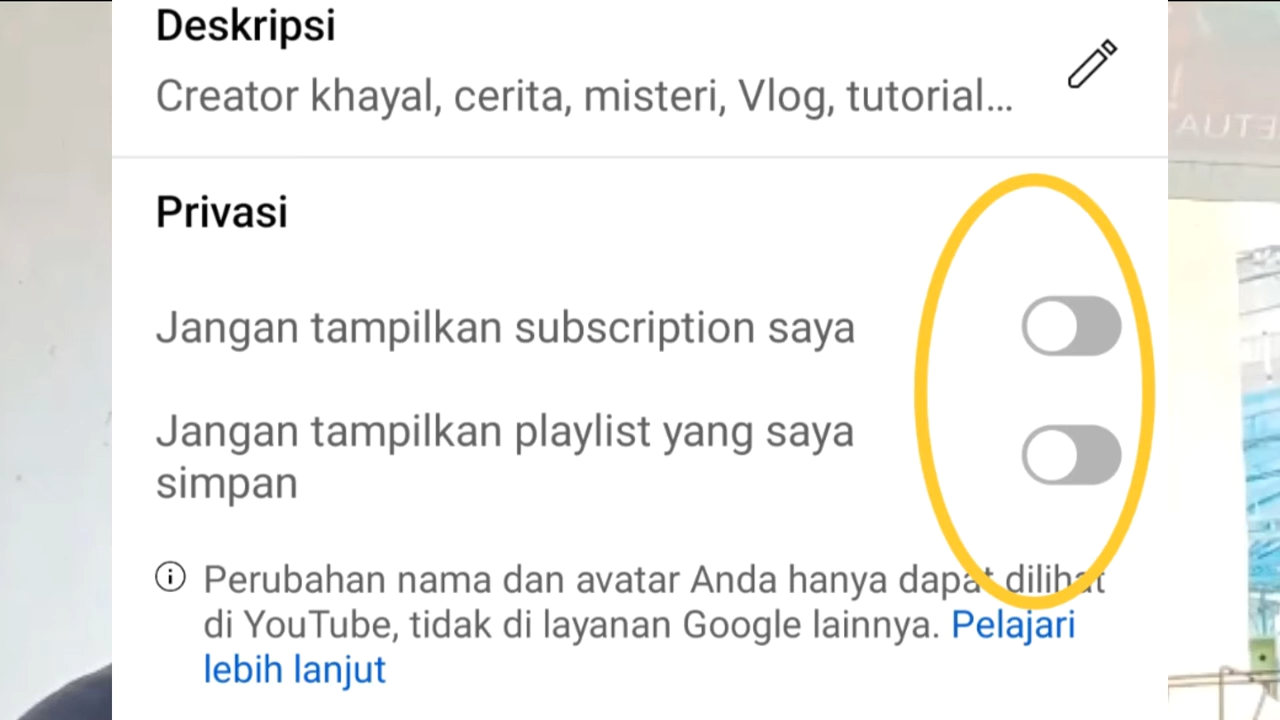 Deskripsi
Creator khayal, cerita, misteri, Vlog, tutorial...
Privasi
Jangan tampilkan subscription saya
Jangan tampilkan playlist yang saya
simpan
Perubahan nama dan avatar Anda hanya dapat dilihat
di YouTube, tidak di layanan Google lainnya. Pelajari
lebih lanjut